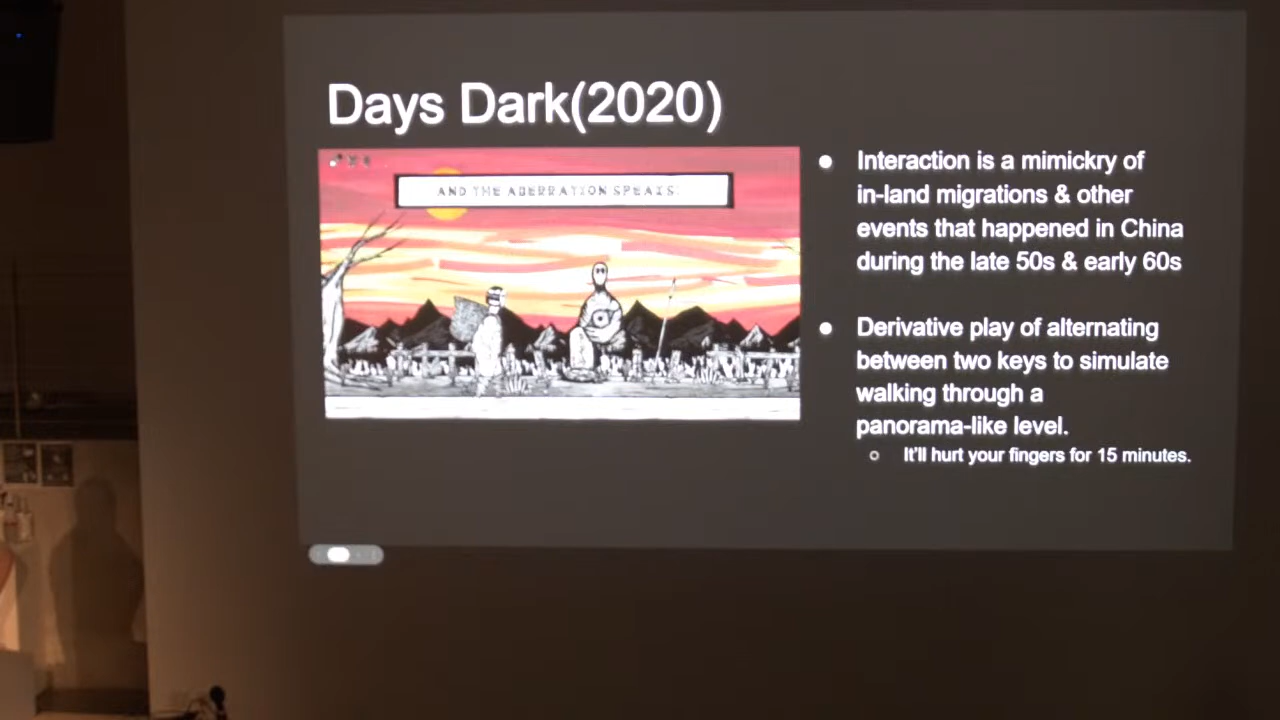 Days Dark(2020)
AND THE ABERRATION SPEAKS.
● Interaction is a mimickry of
in-land migrations & other
events that happened in China
during the late 50s & early 60s
● Derivative play of alternating
between two keys to simulate
walking through a
panorama-like level.
○ It'll hurt your fingers for 15 minutes.